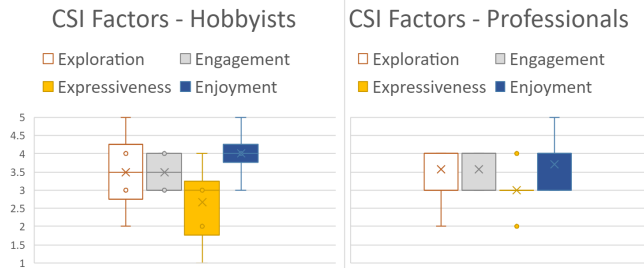 CSI Factors - Hobbyists
Exploration Engagement
Expressiveness Enjoyment
5
4.5
4
3.5
3
2.5
2
1.5
1
CSI Factors - Professionals
Exploration Engagement
Expressiveness Enjoyment